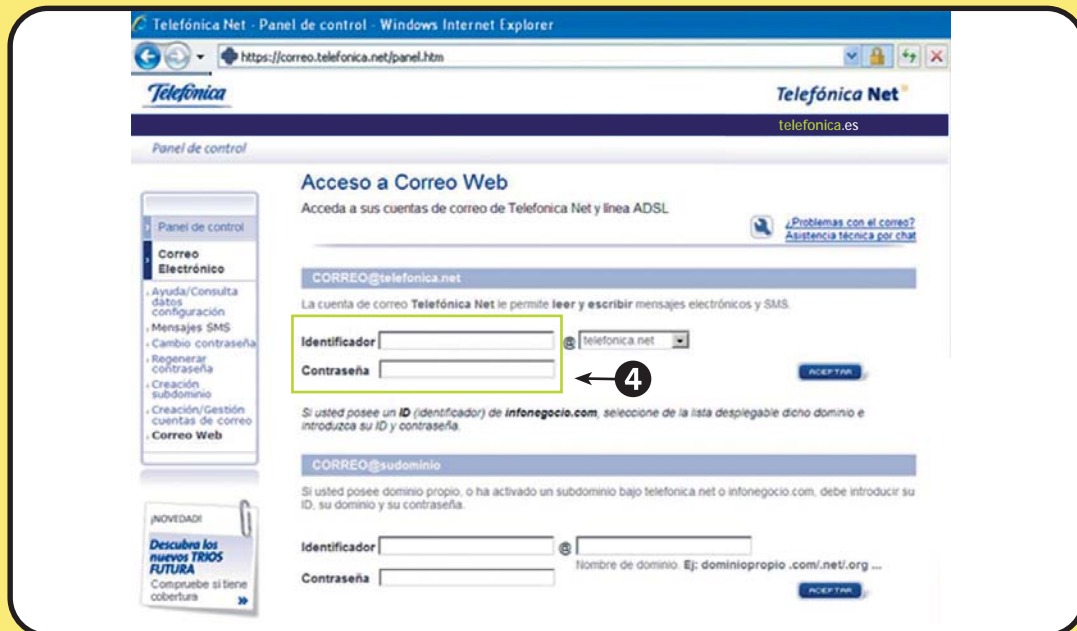 Telefónica Net - Panel de control - Windows Internet Explorer
https://correo.telefonica.net/panel.htm
Telefónica
Telefónica Net
telefonica.es
Panel de control
Acceso a Correo Web
Acceda a sus cuentas de correo de Telefonica Net y línea ADSL
¿Problemas con el correo?
Asistencia técnica por chat
Panel de control
Correo
Electrónico
Ayuda/Consulta
datos
configuración
Mensajes SMS
Cambio contraseña
Regenerar
contraseña
Creación
subdominio
Creación/Gestión
cuentas de correo
Correo Web
¡NOVEDAD!
Descubra los
nuevos TRIOS
FUTURA
Compruebe si tiene
cobertura »
CORREO@telefonica.net
La cuenta de correo Telefónica Net le permite leer y escribir mensajes electrónicos y SMS.
Identificador @ telefonica.net
Contraseña
4
ACEPTAR
Si usted posee un ID (identificador) de infonegocio.com, seleccione de la lista desplegable dicho dominio e
introduzca su ID y contraseña.
CORREO@sudominio
Si usted posee dominio propio, o ha activado un subdominio bajo telefonica.net o infonegocio.com, debe introducir su
ID, su dominio y su contraseña.
Identificador @
Nombre de dominio. Ej: dominiopropio .com/.net/.org ...
Contraseña
ACEPTAR